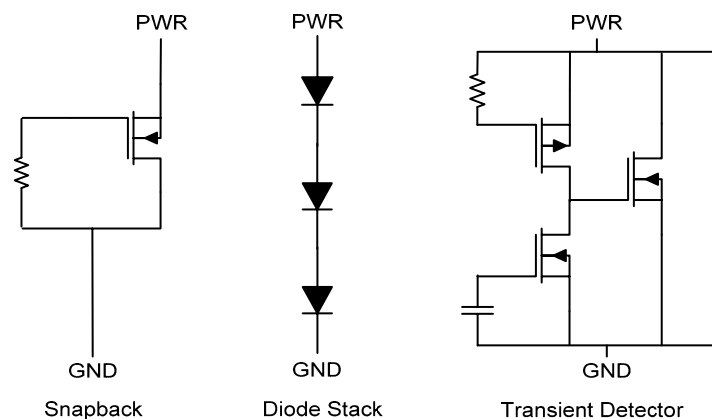 PWR PWR PWR
GND GND GND
Snapback Diode Stack Transient Detector